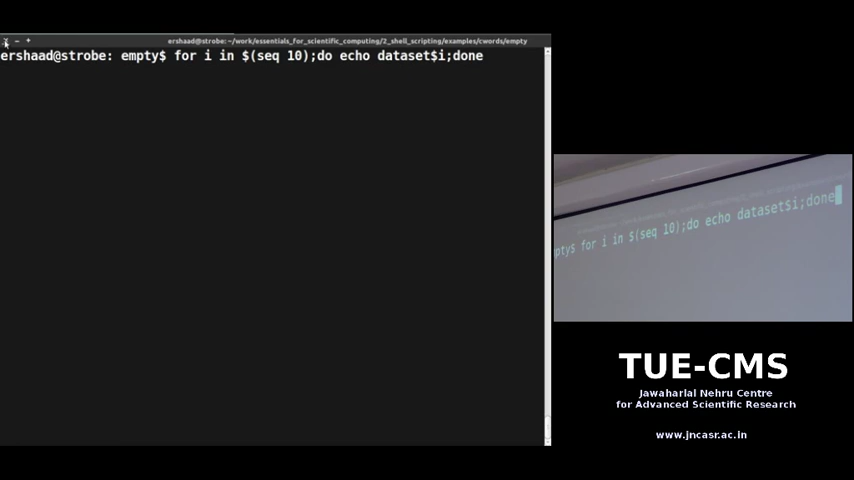 ershaad@strobe: ~/work/essentials_for_scientific_computing/2_shell_scripting/examples/cwords/empty
ershaad@strobe: empty$ for i in $(seq 10);do echo dataset$i;done
pty$ for i in $(seq 10);do echo dataset$i;done
TUE-CMS
Jawaharlal Nehru Centre
for Advanced Scientific Research
www.jncasr.ac.in